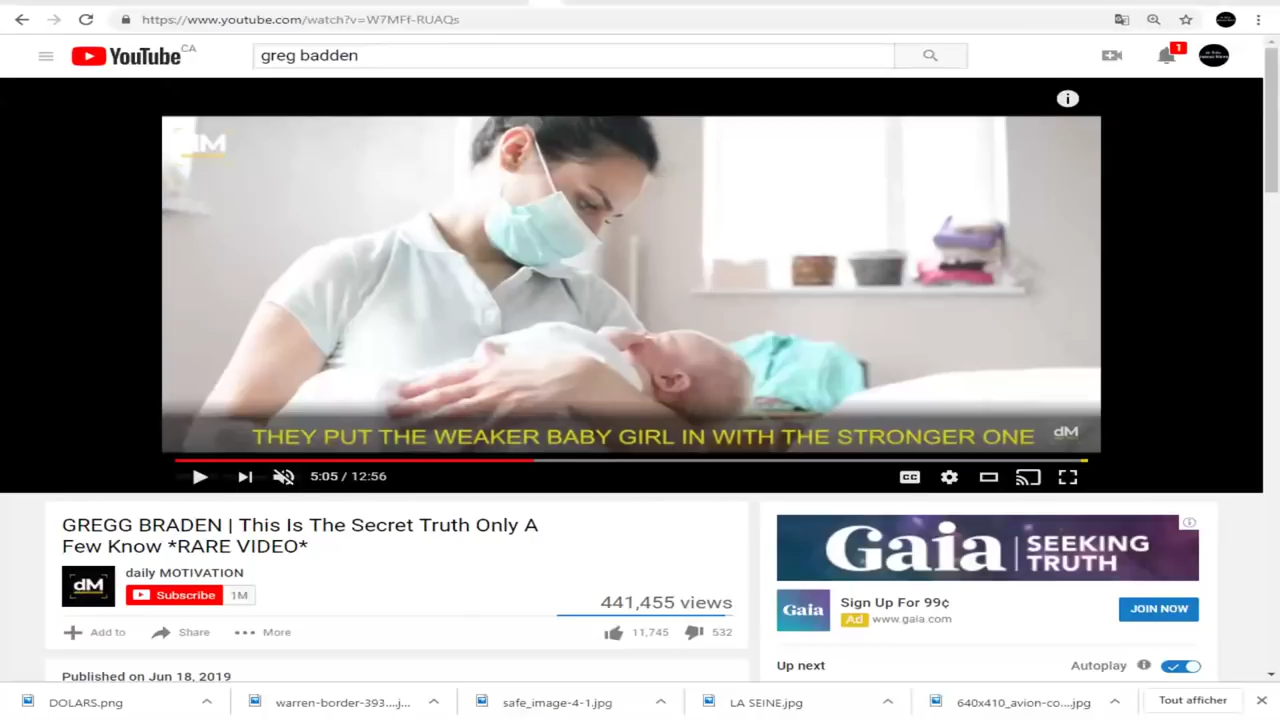 https://www.youtube.com/watch?v=W7MFf-RUAQs
YouTube CA
greg badden
1
dM
THEY PUT THE WEAKER BABY GIRL IN WITH THE STRONGER ONE
dM
5:05 / 12:56
CC
GREGG BRADEN | This Is The Secret Truth Only A
Few Know *RARE VIDEO*
dM
daily MOTIVATION
Subscribe 1M
441,455 views
Add to Share More 11,745 532
Published on Jun 18, 2019
Gaia SEEKING
TRUTH
Gaia
Sign Up For 99¢
Ad www.gaia.com
JOIN NOW
Up next Autoplay
DOLARS.png warren-border-393....j... safe_image-4-1.jpg LA SEINE.jpg 640x410_avion-co....jpg Tout afficher